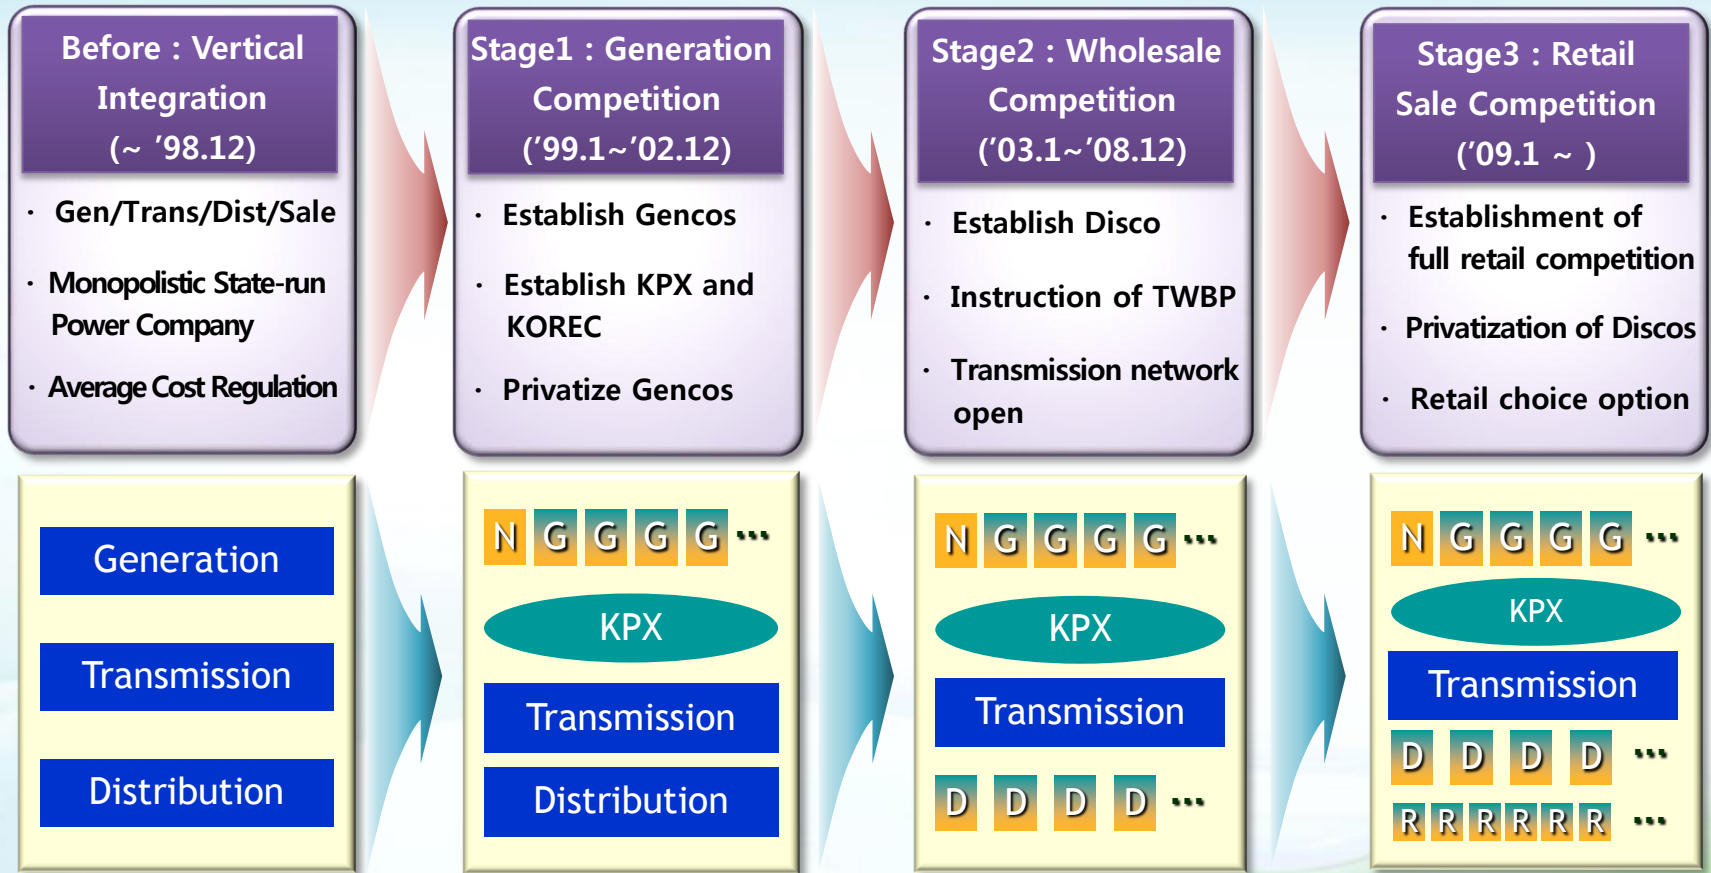 Before : Vertical
Integration
(~ ’98.12)
· Gen/Trans/Dist/Sale
· Monopolistic State-run
Power Company
· Average Cost Regulation
Stage1 : Generation
Competition
(’99.1~’02.12)
· Establish Gencos
· Establish KPX and
KOREC
· Privatize Gencos
Stage2 : Wholesale
Competition
(’03.1~’08.12)
· Establish Disco
· Instruction of TWBP
· Transmission network
open
Stage3 : Retail
Sale Competition
(’09.1 ~ )
· Establishment of
full retail competition
· Privatization of Discos
· Retail choice option
Generation
Transmission
Distribution
N G G G G ...
KPX
Transmission
Distribution
N G G G G ...
KPX
Transmission
D D D D ...
N G G G G ...
KPX
Transmission
D D D D ...
R R R R R R ...